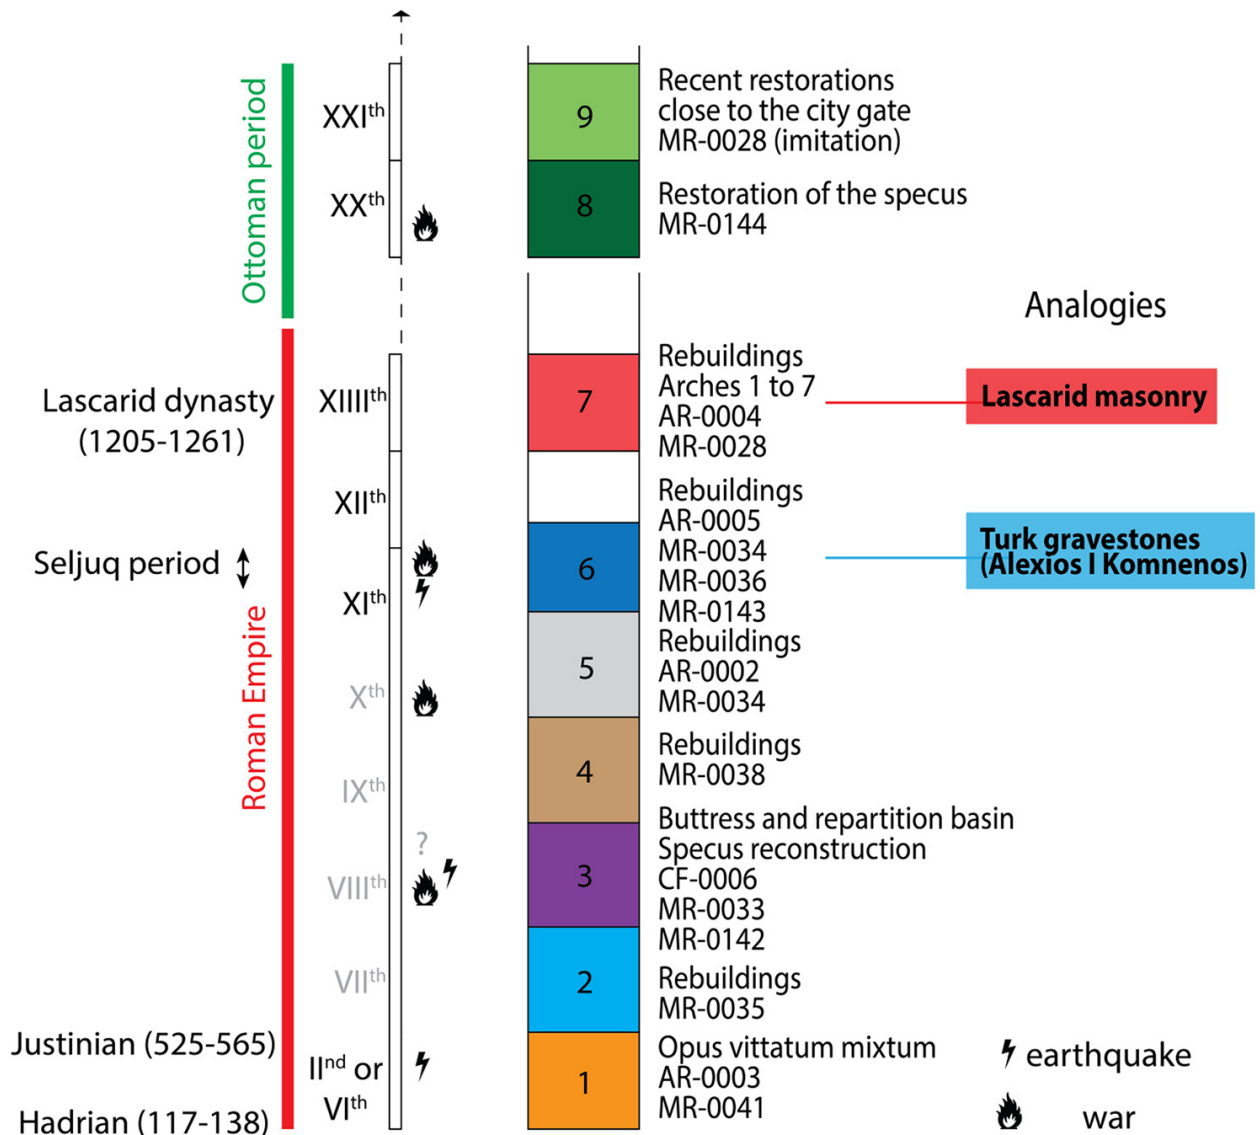 Ottoman period
Roman Empire
Lascarid dynasty
(1205-1261)
Seljuq period
Justinian (525-565)
Hadrian (117-138)
XXIth
XXth
XIIIIth
XIIth
XIth
Xth
IXth
?
VIIIth
VIIth
IInd or
VIth
9
Recent restorations
close to the city gate
MR-0028 (imitation)
8
Restoration of the specus
MR-0144
7
Rebuildings
Arches 1 to 7
AR-0004
MR-0028
6
Rebuildings
AR-0005
MR-0034
MR-0036
MR-0143
5
Rebuildings
AR-0002
MR-0034
4
Rebuildings
MR-0038
3
Buttress and repartition basin
Specus reconstruction
CF-0006
MR-0033
MR-0142
2
Rebuildings
MR-0035
1
Opus vittatum mixtum
AR-0003
MR-0041
Analogies
Lascarid masonry
Turk gravestones
(Alexios I Komnenos)
earthquake
war